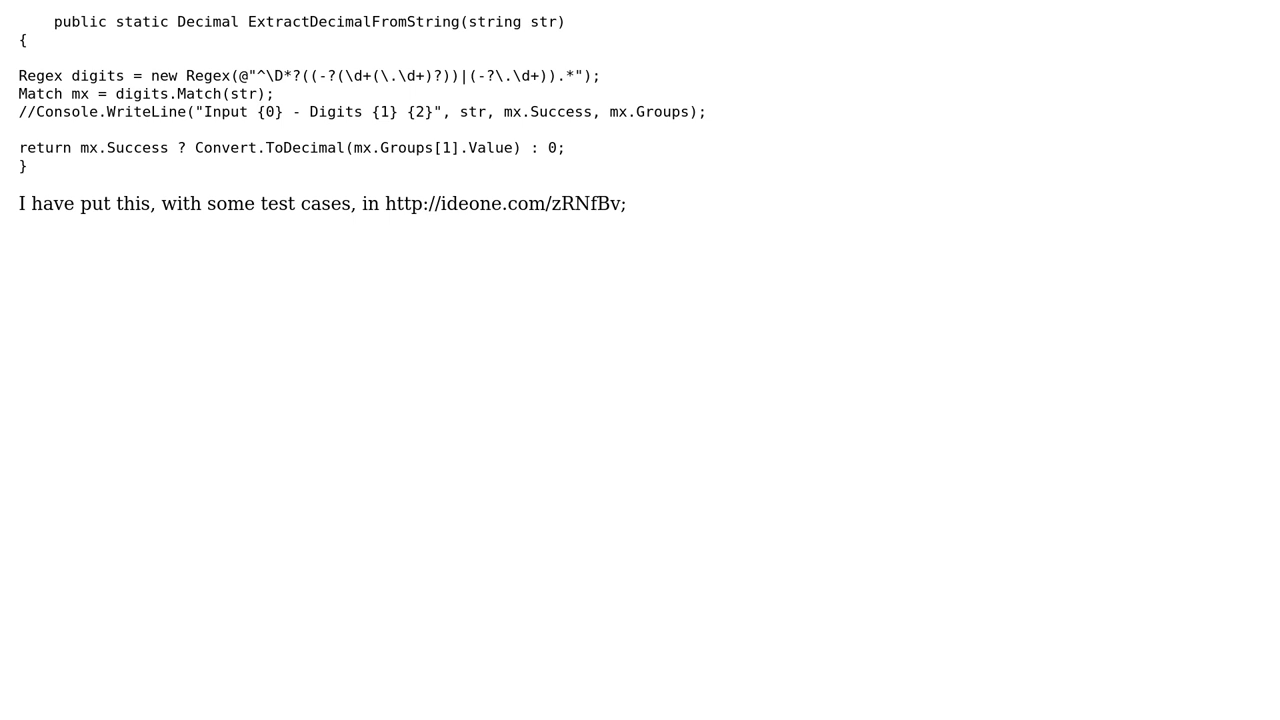 public static Decimal ExtractDecimalFromString(string str)
{
Regex digits = new Regex(@"^\D*?((-?(\d+(\.\d+)?))|(-?\.\d+)).*");
Match mx = digits.Match(str);
//Console.WriteLine("Input {0} - Digits {1} {2}", str, mx.Success, mx.Groups);
return mx.Success ? Convert.ToDecimal(mx.Groups[1].Value) : 0;
}
I have put this, with some test cases, in http://ideone.com/zRNfBv;